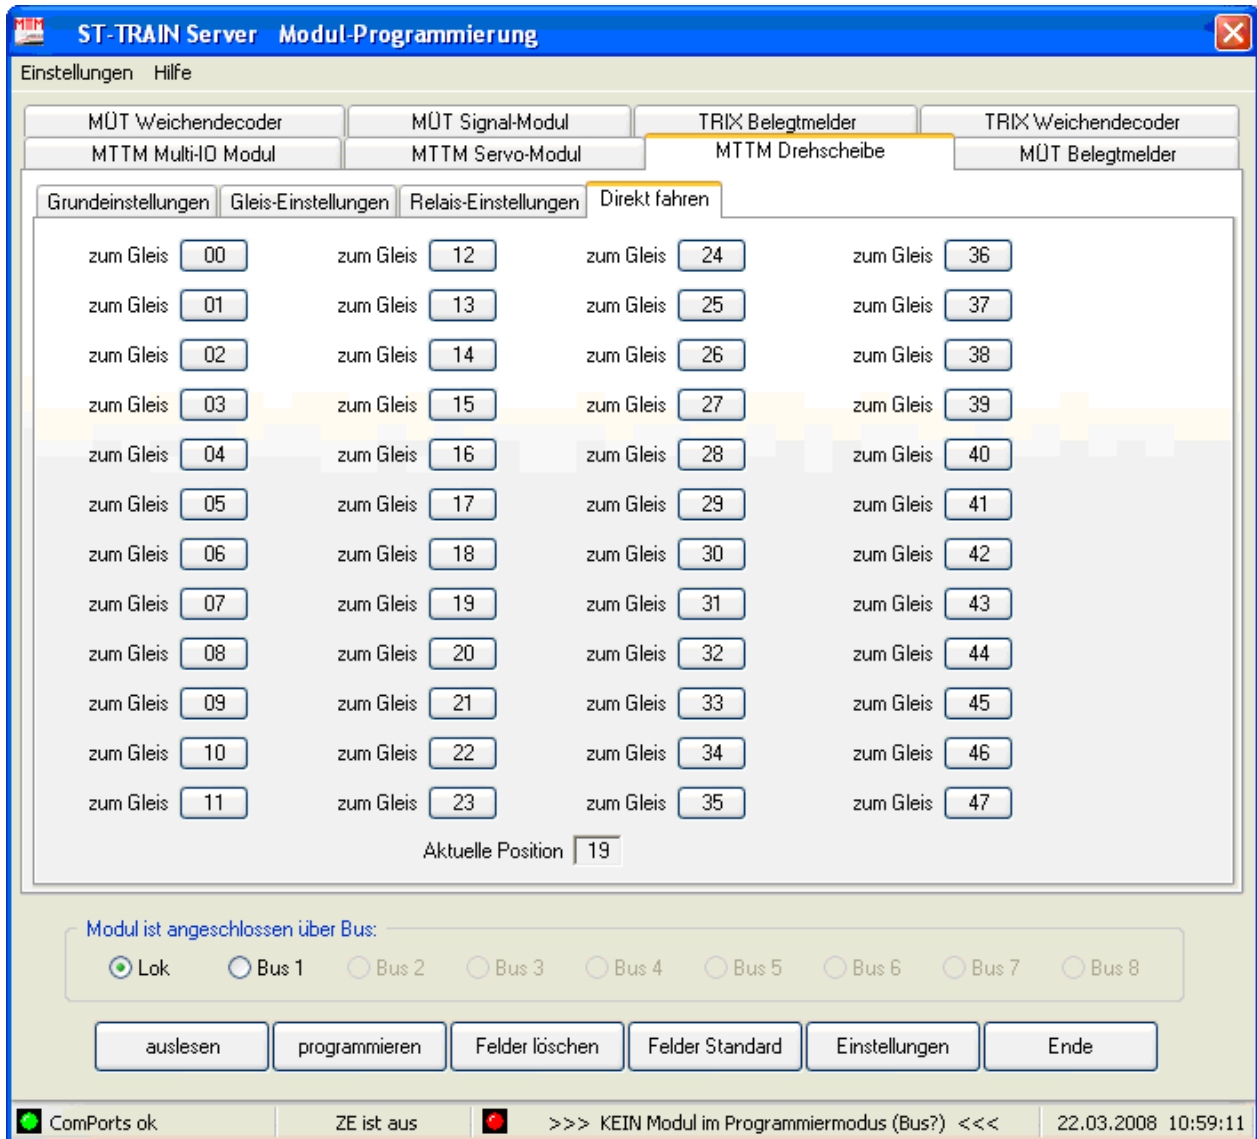 MTTM ST-TRAIN Server Modul-Programmierung
Einstellungen Hilfe
MÜT Weichendecoder MÜT Signal-Modul TRIX Belegtmelder TRIX Weichendecoder
MTTM Multi-IO Modul MTTM Servo-Modul MTTM Drehscheibe MÜT Belegtmelder
Grundeinstellungen Gleis-Einstellungen Relais-Einstellungen Direkt fahren
zum Gleis 00 zum Gleis 12 zum Gleis 24 zum Gleis 36
zum Gleis 01 zum Gleis 13 zum Gleis 25 zum Gleis 37
zum Gleis 02 zum Gleis 14 zum Gleis 26 zum Gleis 38
zum Gleis 03 zum Gleis 15 zum Gleis 27 zum Gleis 39
zum Gleis 04 zum Gleis 16 zum Gleis 28 zum Gleis 40
zum Gleis 05 zum Gleis 17 zum Gleis 29 zum Gleis 41
zum Gleis 06 zum Gleis 18 zum Gleis 30 zum Gleis 42
zum Gleis 07 zum Gleis 19 zum Gleis 31 zum Gleis 43
zum Gleis 08 zum Gleis 20 zum Gleis 32 zum Gleis 44
zum Gleis 09 zum Gleis 21 zum Gleis 33 zum Gleis 45
zum Gleis 10 zum Gleis 22 zum Gleis 34 zum Gleis 46
zum Gleis 11 zum Gleis 23 zum Gleis 35 zum Gleis 47
Aktuelle Position 19
Modul ist angeschlossen über Bus:
Lok Bus 1 Bus 2 Bus 3 Bus 4 Bus 5 Bus 6 Bus 7 Bus 8
auslesen programmieren Felder löschen Felder Standard Einstellungen Ende
ComPorts ok ZE ist aus >>> KEIN Modul im Programmiermodus (Bus?) <<< 22.03.2008 10:59:11